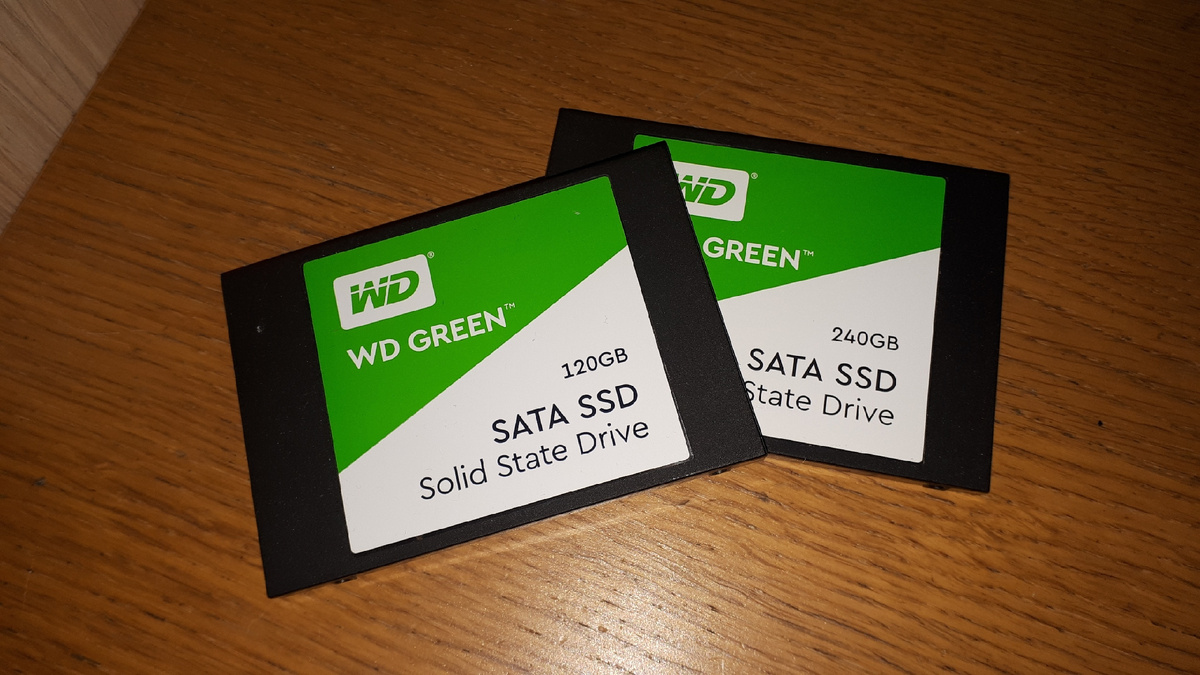 WD®
WD GREEN™
120GB
SATA SSD
Solid State Drive
WD®
GREEN™
240GB
SATA SSD
State Drive